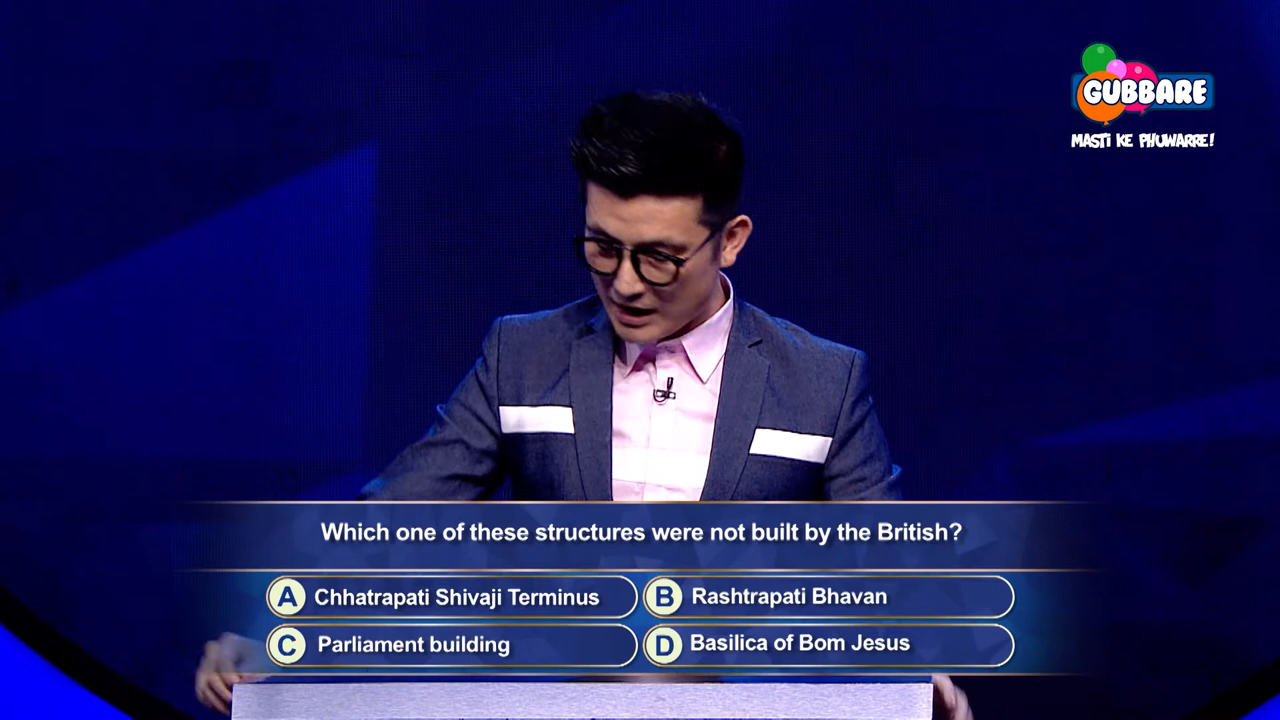 GUBBARE
MASTI KE PHUWARRE!
Which one of these structures were not built by the British?
A Chhatrapati Shivaji Terminus
B Rashtrapati Bhavan
C Parliament building
D Basilica of Bom Jesus